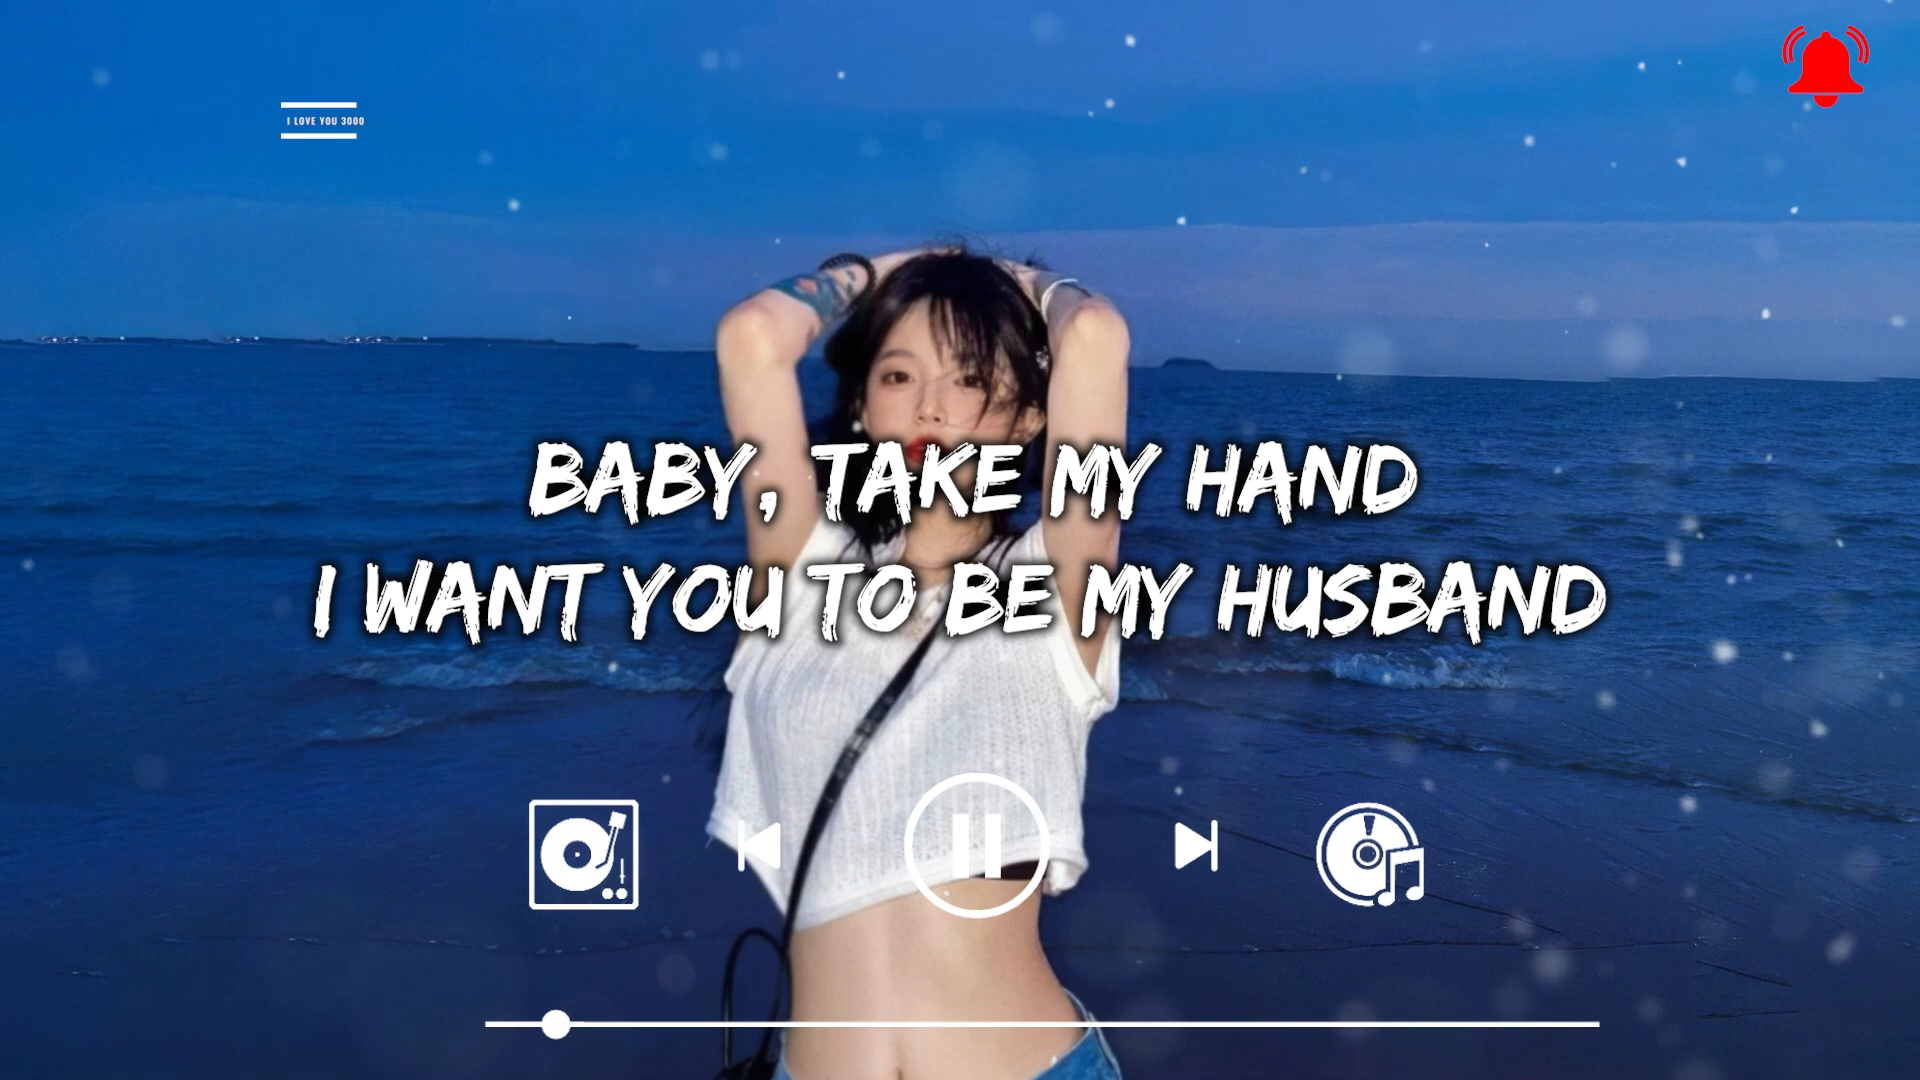 I LOVE YOU 3000
BABY, TAKE MY HAND
I WANT YOU TO BE MY HUSBAND